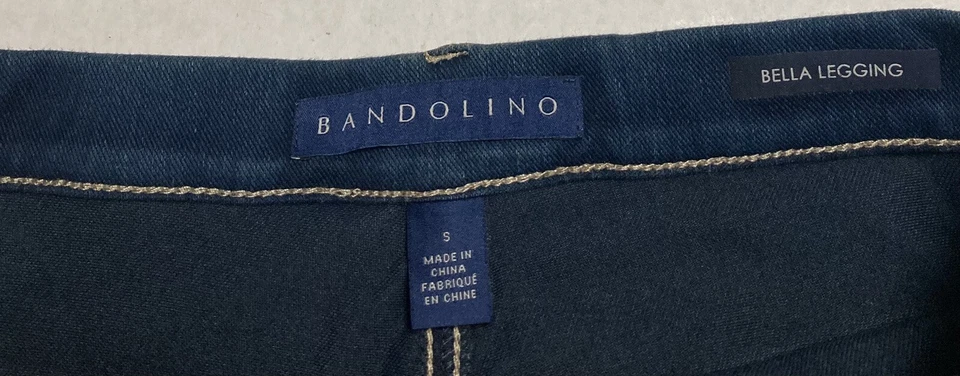 BANDOLINO
BELLA LEGGING
S
MADE IN
CHINA
FABRIQUÉ
EN CHINE